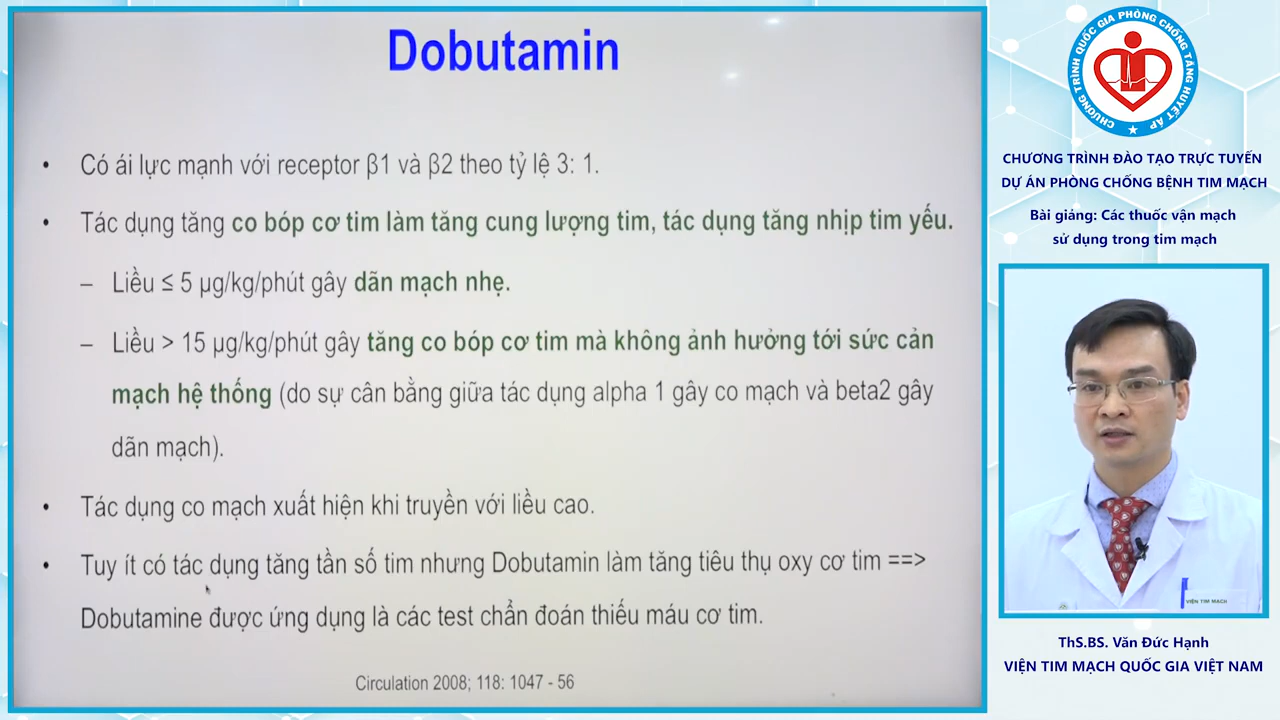 Dobutamin
• Có ái lực mạnh với receptor β1 và β2 theo tỷ lệ 3: 1.
• Tác dụng tăng co bóp cơ tim làm tăng cung lượng tim, tác dụng tăng nhịp tim yếu.
– Liều ≤ 5 µg/kg/phút gây dãn mạch nhẹ.
– Liều > 15 µg/kg/phút gây tăng co bóp cơ tim mà không ảnh hưởng tới sức cản
mạch hệ thống (do sự cân bằng giữa tác dụng alpha 1 gây co mạch và beta2 gây
dãn mạch).
• Tác dụng co mạch xuất hiện khi truyền với liều cao.
• Tuy ít có tác dụng tăng tần số tim nhưng Dobutamin làm tăng tiêu thụ oxy cơ tim ==>
Dobutamine được ứng dụng là các test chẩn đoán thiếu máu cơ tim.
Circulation 2008; 118: 1047 - 56
CHƯƠNG TRÌNH QUỐC GIA PHÒNG CHỐNG TĂNG HUYẾT ÁP
CHƯƠNG TRÌNH ĐÀO TẠO TRỰC TUYẾN
DỰ ÁN PHÒNG CHỐNG BỆNH TIM MẠCH
Bài giảng: Các thuốc vận mạch
sử dụng trong tim mạch
VIỆN TIM MẠCH
ThS.BS. Văn Đức Hạnh
VIỆN TIM MẠCH QUỐC GIA VIỆT NAM